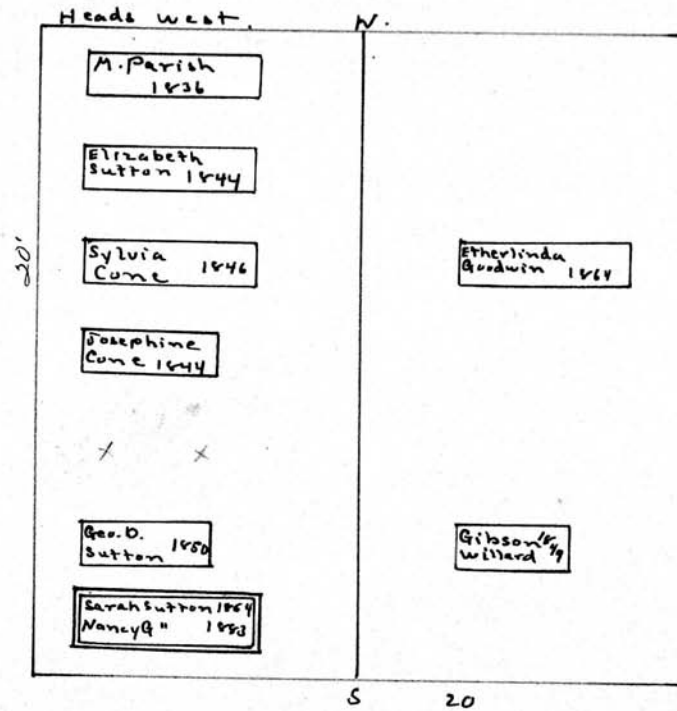 Heads west.
N.
M. Parish
1836
Elizabeth
Sutton 1844
Sylvia
Cone 1846
Etherlinda
Goodwin 1864
20'
Josephine
Cone 1844
x x
Geo. D.
Sutton 1850
Gibson 1849
Willard
Sarah Sutton 1864
Nancy G " 1883
S 20